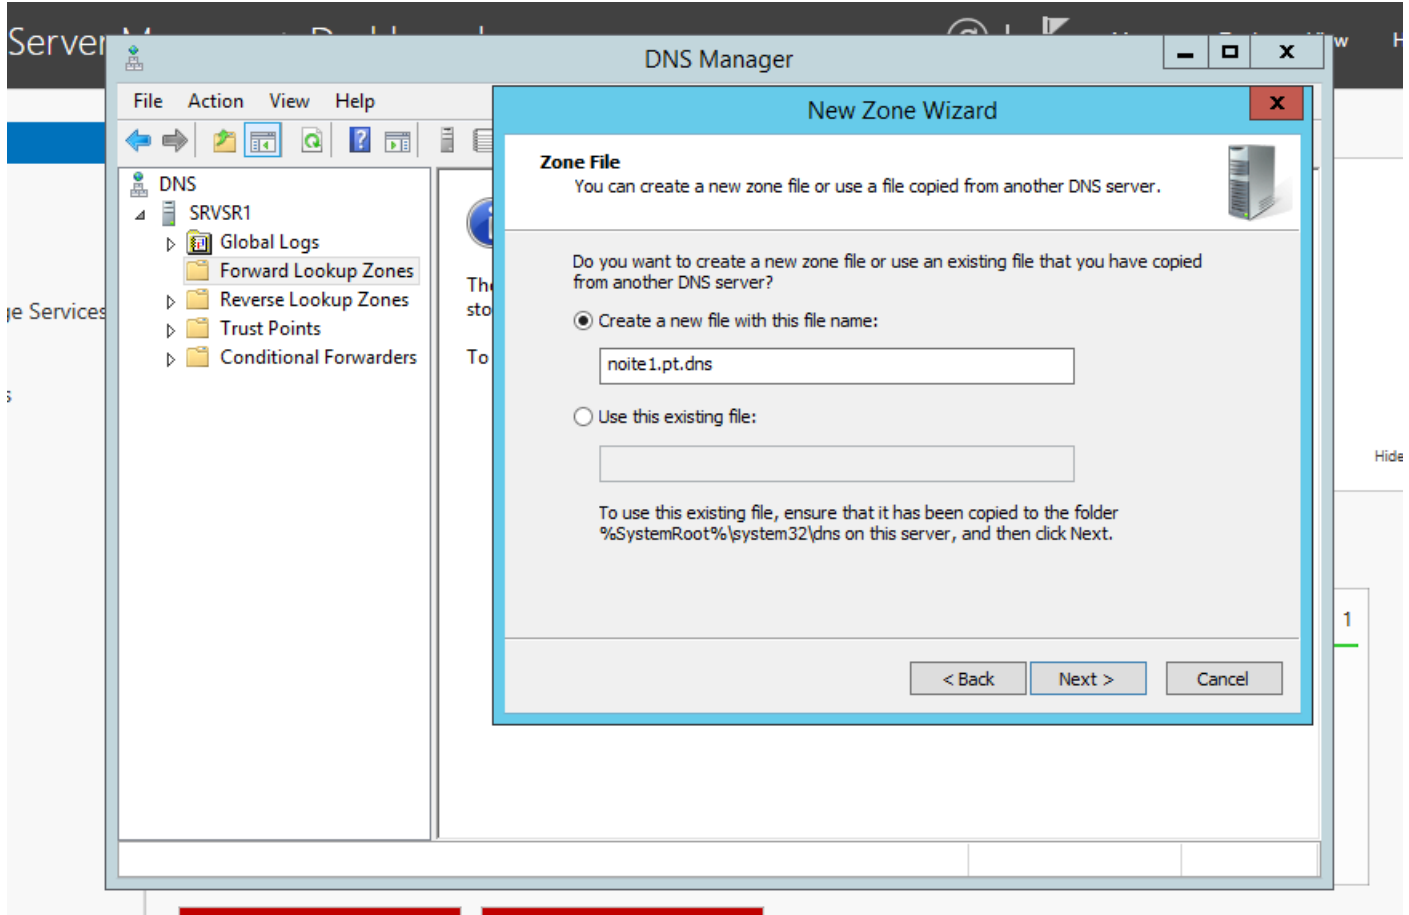 Server
DNS Manager
File Action View Help
New Zone Wizard
Zone File
You can create a new zone file or use a file copied from another DNS server.
DNS
SRVSR1
Global Logs
Forward Lookup Zones
Reverse Lookup Zones
Trust Points
Conditional Forwarders
To
Do you want to create a new zone file or use an existing file that you have copied
from another DNS server?
Create a new file with this file name:
noite1.pt.dns
Use this existing file:
To use this existing file, ensure that it has been copied to the folder
%SystemRoot%\system32\dns on this server, and then click Next.
< Back Next > Cancel
Services
Hide
1